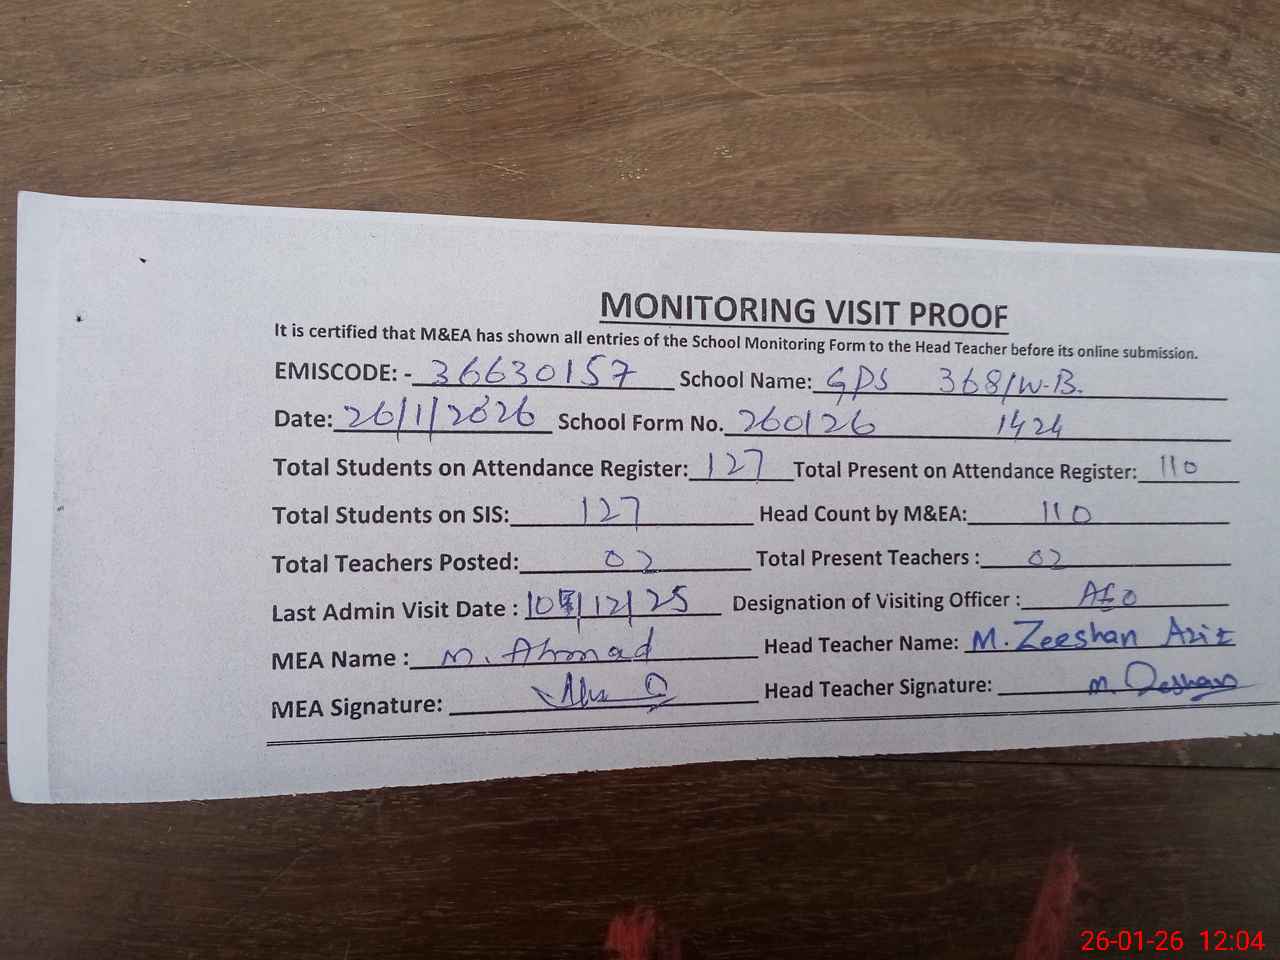 MONITORING VISIT PROOF
It is certified that M&EA has shown all entries of the School Monitoring Form to the Head Teacher before its online submission.
EMISCODE: - 36630157 School Name: GPS 368/W-B.
Date: 26/1/2026 School Form No. 260126 1424
Total Students on Attendance Register: 127 Total Present on Attendance Register: 110
Total Students on SIS: 127 Head Count by M&EA: 110
Total Teachers Posted: 02 Total Present Teachers : 02
Last Admin Visit Date : /12/25 Designation of Visiting Officer : AEO
MEA Name : M. Ahmad Head Teacher Name: M. Zeeshan Aziz
MEA Signature: Head Teacher Signature: M. Zeshan
26-01-26 12:04